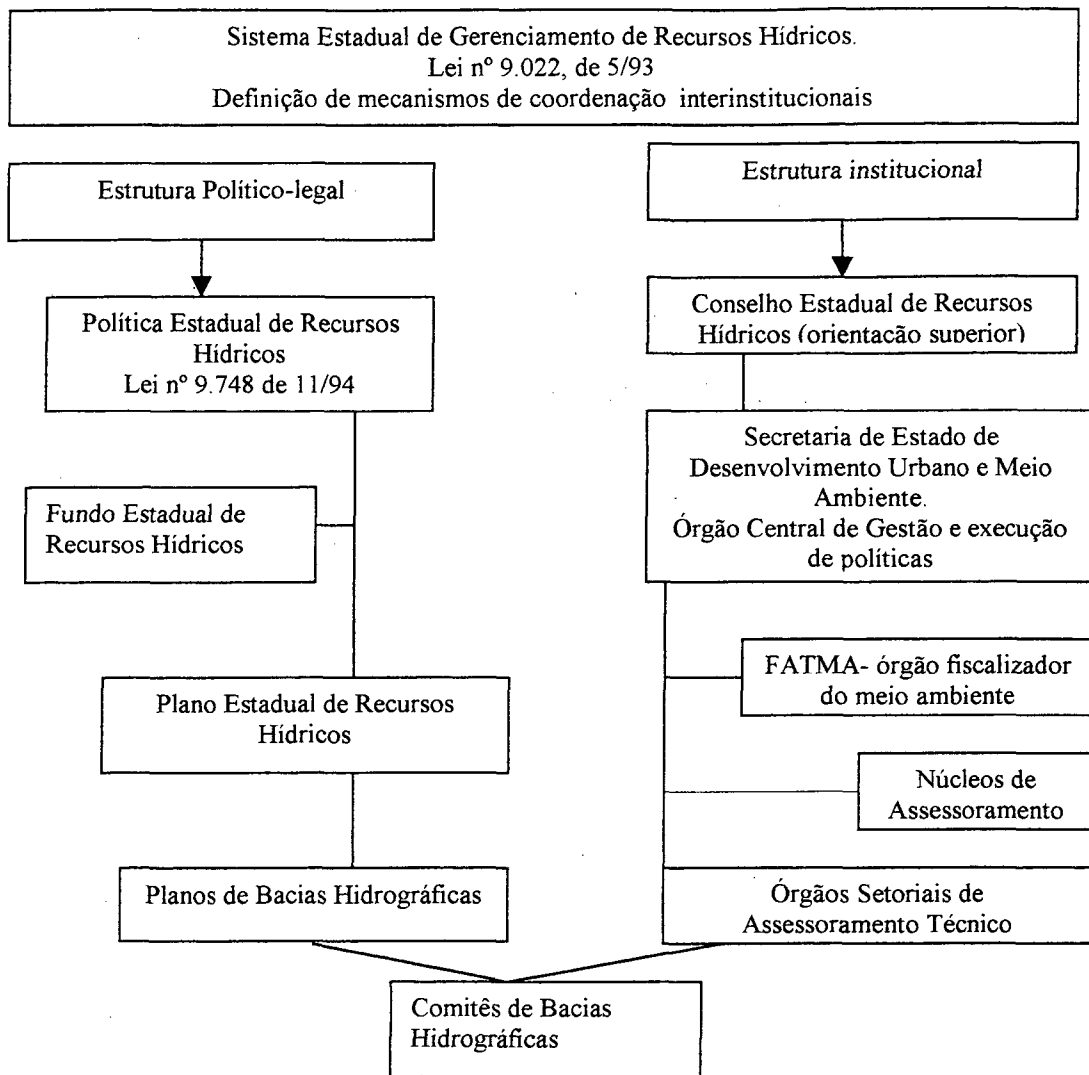 Sistema Estadual de Gerenciamento de Recursos Hídricos.
Lei nº 9.022, de 5/93
Definição de mecanismos de coordenação interinstitucionais
Estrutura Político-legal
Estrutura institucional
Política Estadual de Recursos
Hídricos
Lei nº 9.748 de 11/94
Conselho Estadual de Recursos
Hídricos (orientação superior)
Secretaria de Estado de
Desenvolvimento Urbano e Meio
Ambiente.
Órgão Central de Gestão e execução
de políticas
Fundo Estadual de
Recursos Hídricos
FATMA- órgão fiscalizador
do meio ambiente
Plano Estadual de Recursos
Hídricos
Núcleos de
Assessoramento
Planos de Bacias Hidrográficas
Órgãos Setoriais de
Assessoramento Técnico
Comitês de Bacias
Hidrográficas